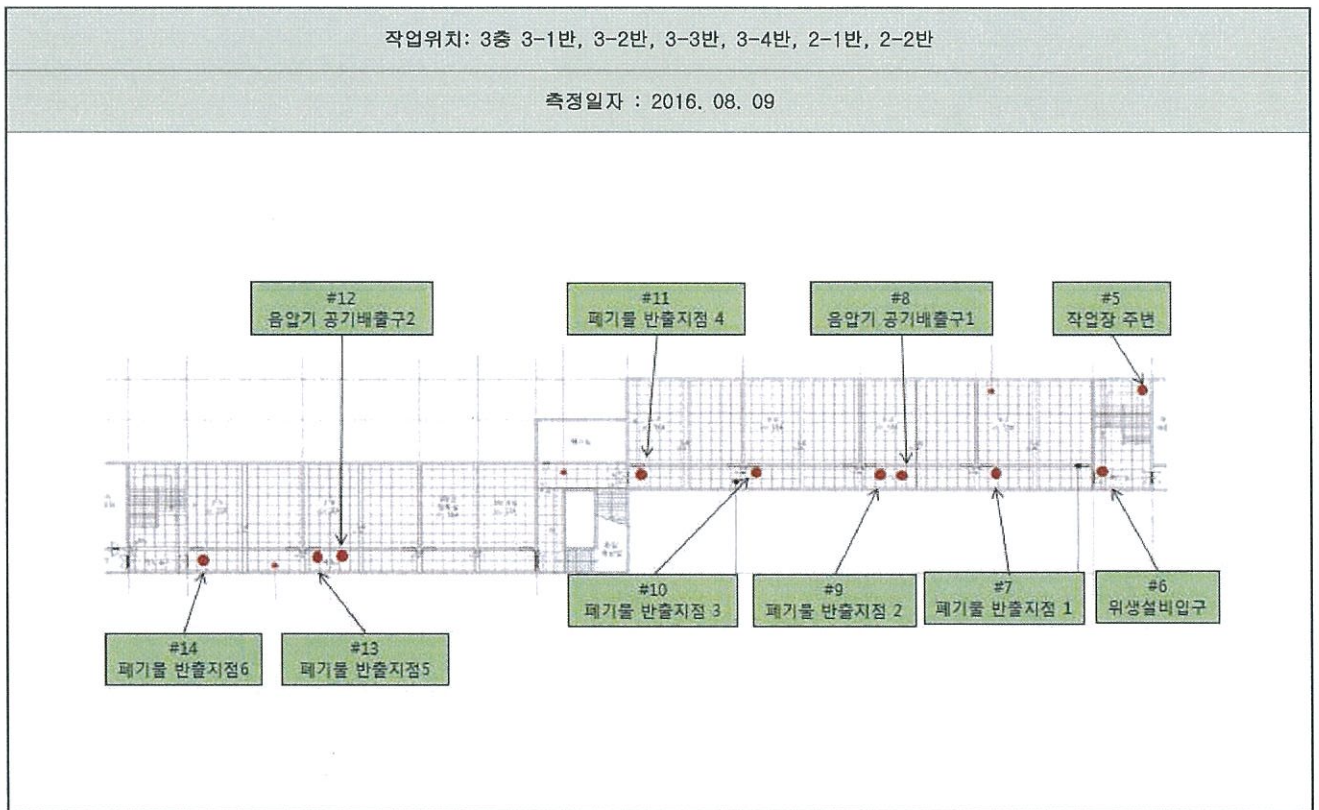 작업위치: 3층 3-1반, 3-2반, 3-3반, 3-4반, 2-1반, 2-2반
측정일자 : 2016. 08. 09
#12
음압기 공기배출구2
#11
폐기물 반출지점 4
#8
음압기 공기배출구1
#5
작업장 주변
#10
폐기물 반출지점 3
#9
폐기물 반출지점 2
#7
폐기물 반출지점 1
#6
위생설비입구
#14
폐기물 반출지점6
#13
폐기물 반출지점5